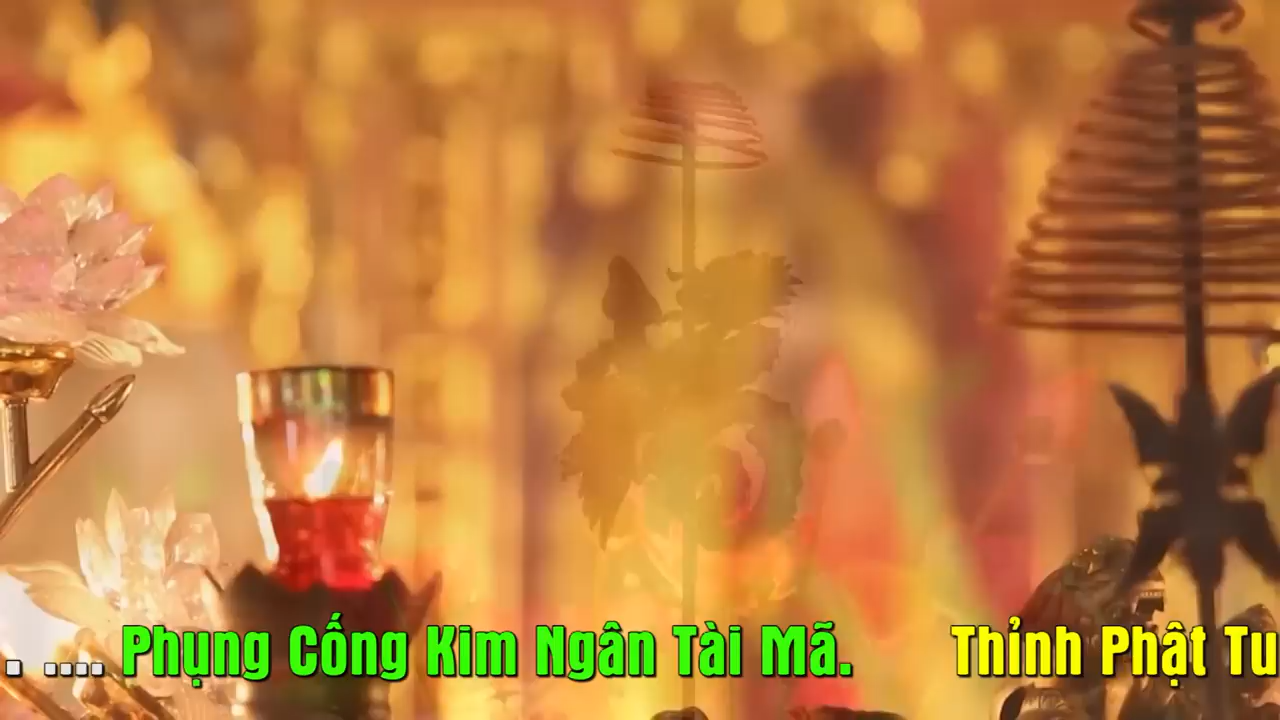 . .... Phụng Cống Kim Ngân Tài Mã. Thỉnh Phật Tu